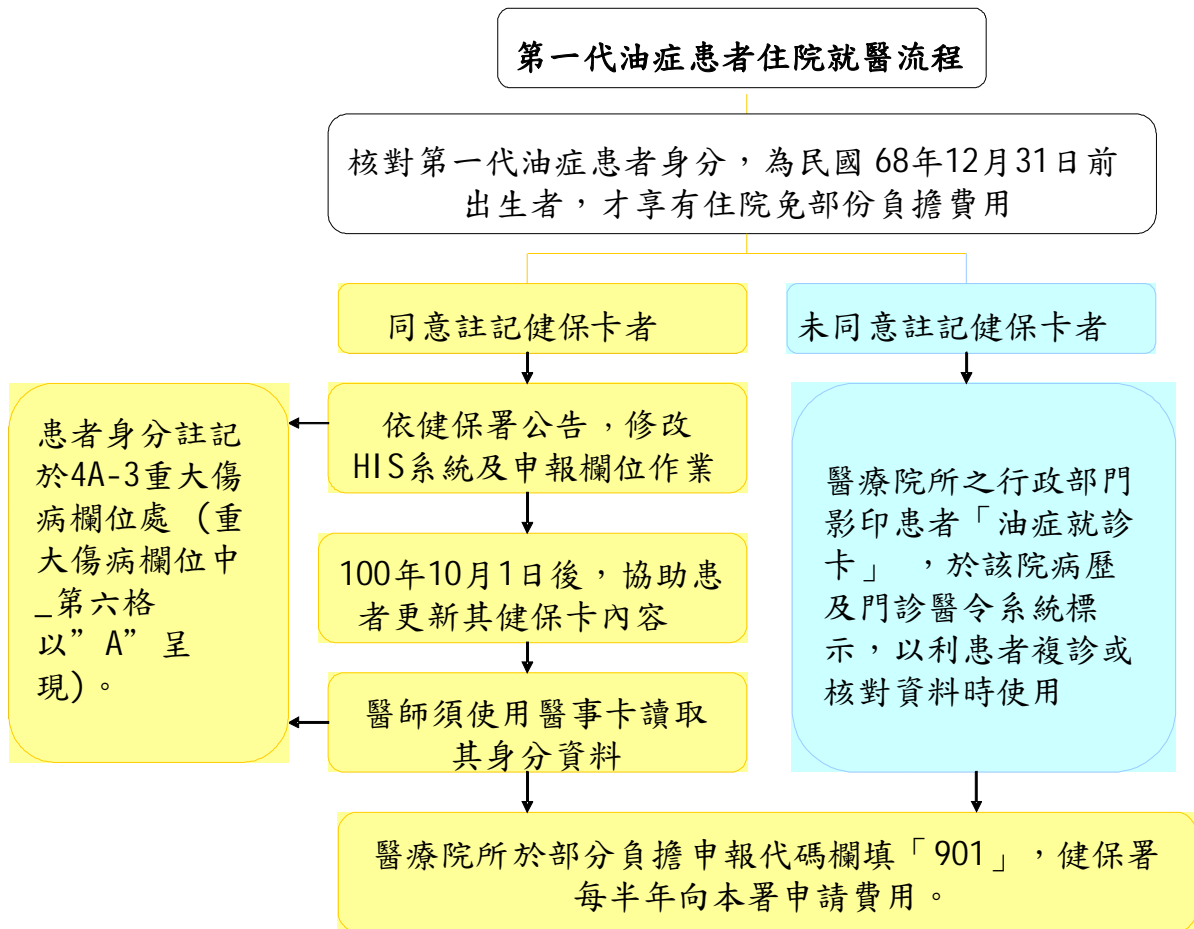 第一代油症患者住院就醫流程
核對第一代油症患者身分，為民國 68年12月31日前
出生者，才享有住院免部份負擔費用
同意註記健保卡者
未同意註記健保卡者
依健保署公告，修改
HIS系統及申報欄位作業
患者身分註記
於4A-3重大傷
病欄位處 (重
大傷病欄位中
_第六格
以”A” 呈
現)。
100年10月1日後，協助患
者更新其健保卡內容
醫師須使用醫事卡讀取
其身分資料
醫療院所之行政部門
影印患者「油症就診
卡」 ，於該院病歷
及門診醫令系統標
示，以利患者複診或
核對資料時使用
醫療院所於部分負擔申報代碼欄填「901」，健保署
每半年向本署申請費用。